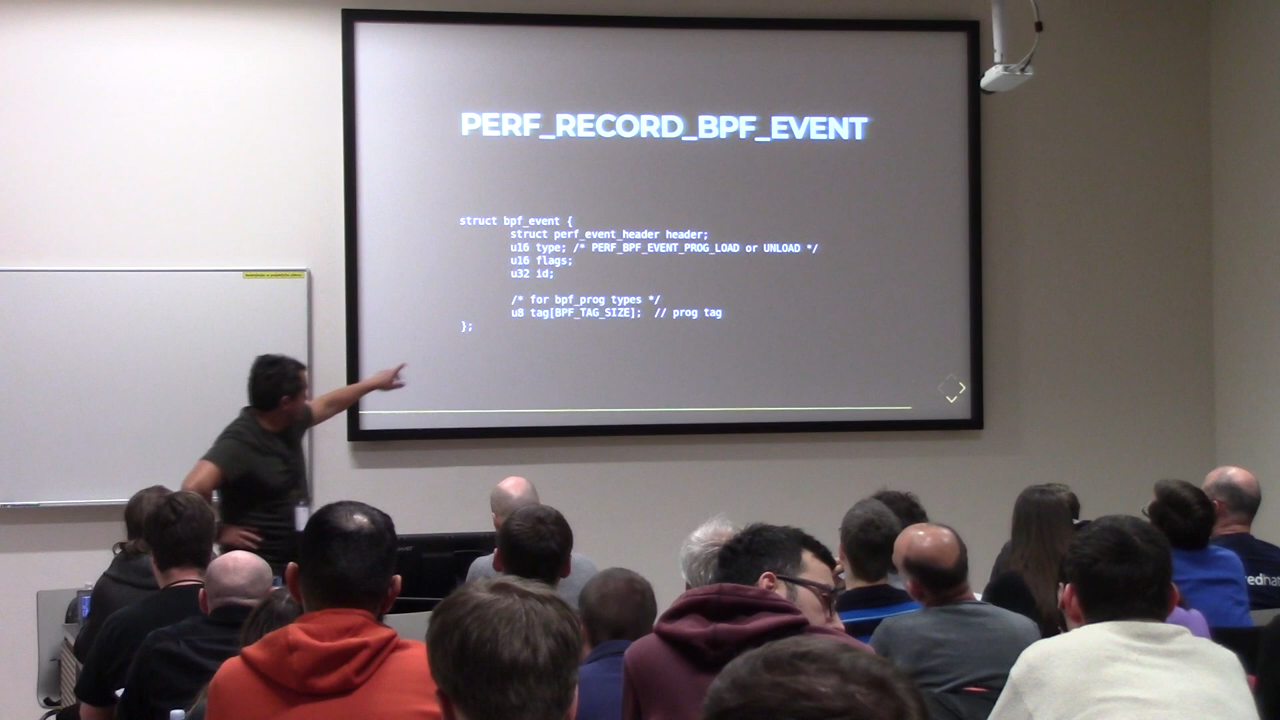 PERF_RECORD_BPF_EVENT
struct bpf_event {
struct perf_event_header header;
u16 type; /* PERF_BPF_EVENT_PROG_LOAD or UNLOAD */
u16 flags;
u32 id;
/* for bpf_prog types */
u8 tag[BPF_TAG_SIZE];  // prog tag
};
redhat